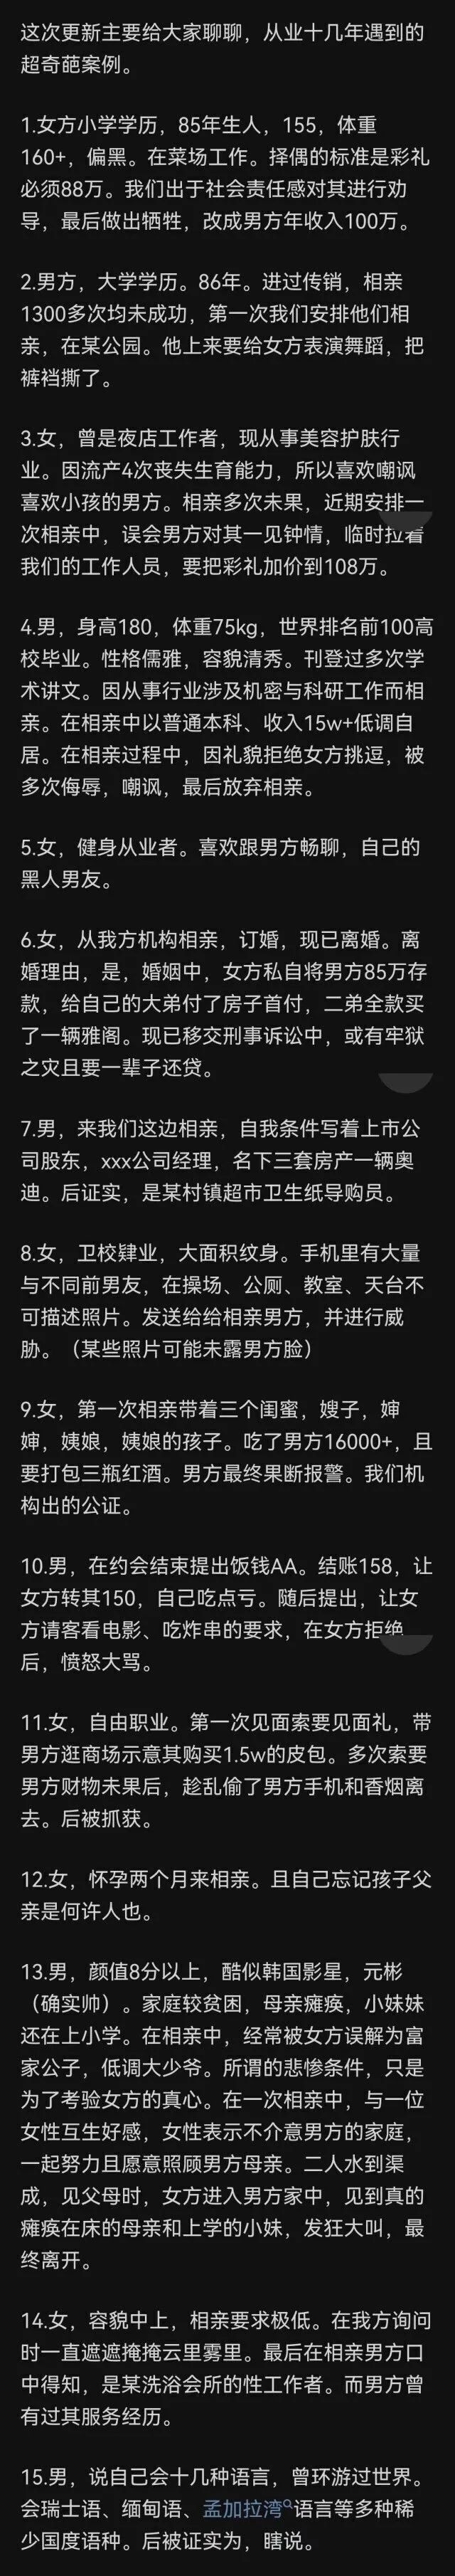 这次更新主要给大家聊聊，从业十几年遇到的
超奇葩案例。
1.女方小学学历，85年生人，155，体重
160+，偏黑。在菜场工作。择偶的标准是彩礼
必须88万。我们出于社会责任感对其进行劝
导，最后做出牺牲，改成男方年收入100万。
2.男方，大学学历。86年。进过传销，相亲
1300多次均未成功，第一次我们安排他们相
亲，在某公园。他上来要给女方表演舞蹈，把
裤裆撕了。
3.女，曾是夜店工作者，现从事美容护肤行
业。因流产4次丧失生育能力，所以喜欢嘲讽
喜欢小孩的男方。相亲多次未果，近期安排一
次相亲中，误会男方对其一见钟情，临时拉着
我们的工作人员，要把彩礼加价到108万。
4.男，身高180，体重75kg，世界排名前100高
校毕业。性格儒雅，容貌清秀。刊登过多次学
术讲文。因从事行业涉及机密与科研工作而相
亲。在相亲中以普通本科、收入15w+低调自
居。在相亲过程中，因礼貌拒绝女方挑逗，被
多次侮辱，嘲讽，最后放弃相亲。
5.女，健身从业者。喜欢跟男方畅聊，自己的
黑人男友。
6.女，从我方机构相亲，订婚，现已离婚。离
婚理由，是，婚姻中，女方私自将男方85万存
款，给自己的大弟付了房子首付，二弟全款买
了一辆雅阁。现已移交刑事诉讼中，或有牢狱
之灾且要一辈子还贷。
7.男，来我们这边相亲，自我条件写着上市公
司股东，xxx公司经理，名下三套房产一辆奥
迪。后证实，是某村镇超市卫生纸导购员。
8.女，卫校肄业，大面积纹身。手机里有大量
与不同前男友，在操场、公厕、教室、天台不
可描述照片。发送给给相亲男方，并进行威
胁。（某些照片可能未露男方脸）
9.女，第一次相亲带着三个闺蜜，嫂子，婶
婶，姨娘，姨娘的孩子。吃了男方16000+，且
要打包三瓶红酒。男方最终果断报警。我们机
构出的公证。
10.男，在约会结束提出饭钱AA。结账158，让
女方转其150，自己吃点亏。随后提出，让女
方请客看电影、吃炸串的要求，在女方拒绝
后，愤怒大骂。
11.女，自由职业。第一次见面索要见面礼，带
男方逛商场示意其购买1.5w的皮包。多次索要
男方财物未果后，趁乱偷了男方手机和香烟离
去。后被抓获。
12.女，怀孕两个月来相亲。且自己忘记孩子父
亲是何许人也。
13.男，颜值8分以上，酷似韩国影星，元彬
（确实帅）。家庭较贫困，母亲瘫痪，小妹妹
还在上小学。在相亲中，经常被女方误解为富
家公子，低调大少爷。所谓的悲惨条件，只是
为了考验女方的真心。在一次相亲中，与一位
女性互生好感，女性表示不介意男方的家庭，
一起努力且愿意照顾男方母亲。二人水到渠
成，见父母时，女方进入男方家中，见到真的
瘫痪在床的母亲和上学的小妹，发狂大叫，最
终离开。
14.女，容貌中上，相亲要求极低。在我方询问
时一直遮遮掩掩云里雾里。最后在相亲男方口
中得知，是某洗浴会所的性工作者。而男方曾
有过其服务经历。
15.男，说自己会十几种语言，曾环游过世界。
会瑞士语、缅甸语、孟加拉湾语言等多种稀
少国度语种。后被证实为，瞎说。